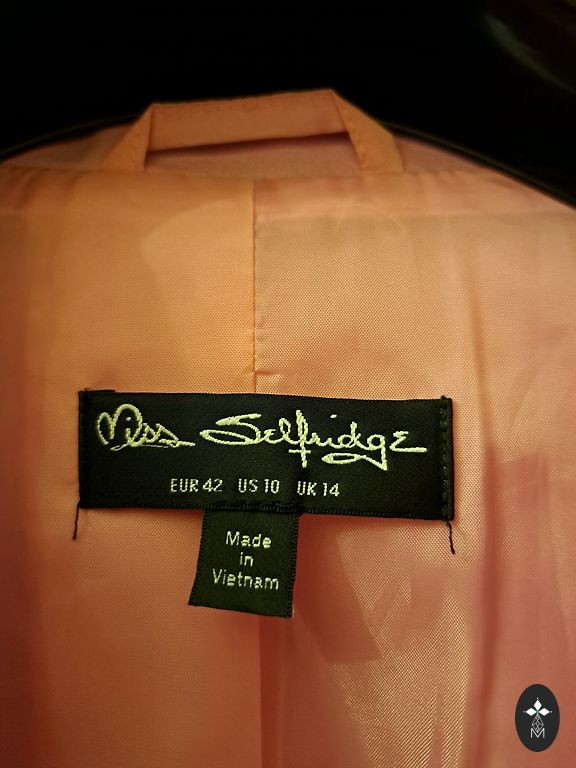 Miss Selfridge
EUR 42 US 10 UK 14
Made
in
Vietnam